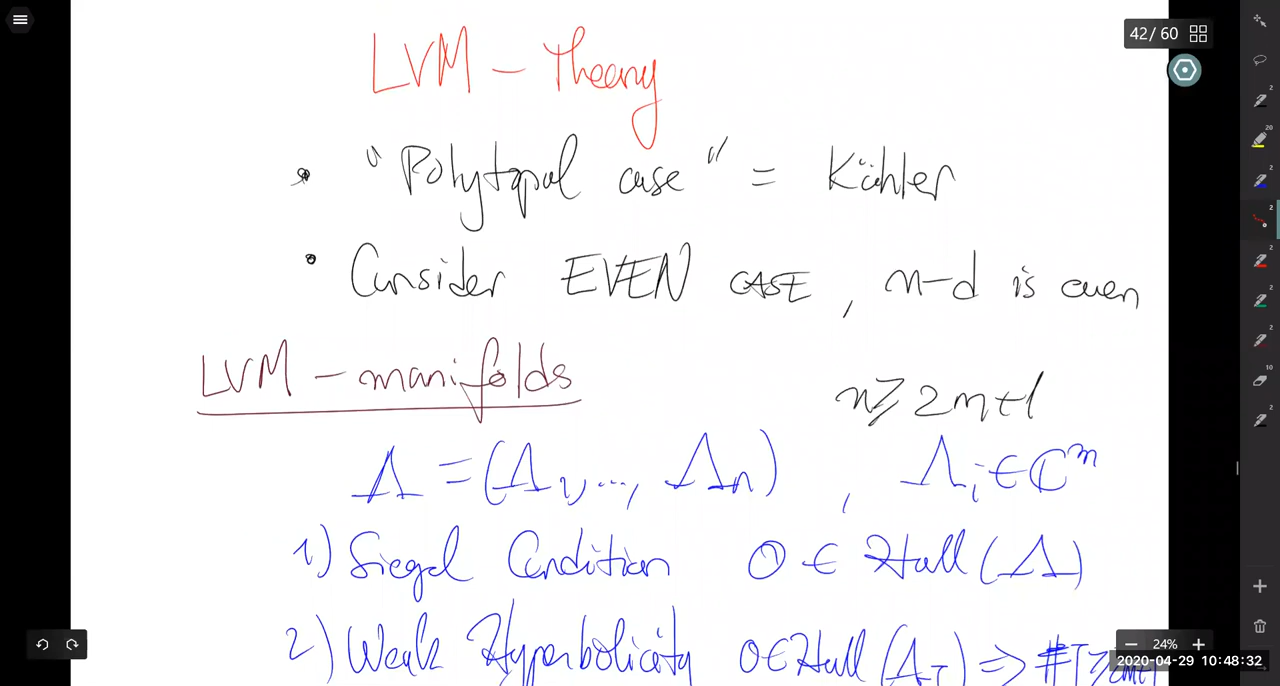 LVM - Theory
42/60
• "Polytopal case" = Kähler
• Consider EVEN CASE, n-d is even
LVM - manifolds
n ≥ 2m+1
Λ = (Λ₁, ..., Λₙ), Λᵢ ∈ ℂᵐ
1) Siegel Condition 0 ∈ Hull(Λ)
2) Weak Hyperbolicity 0 ∈ Hull(Λ_I) ⇒ #I ≥ 2m+1
24%
2020-04-29 10:48:32